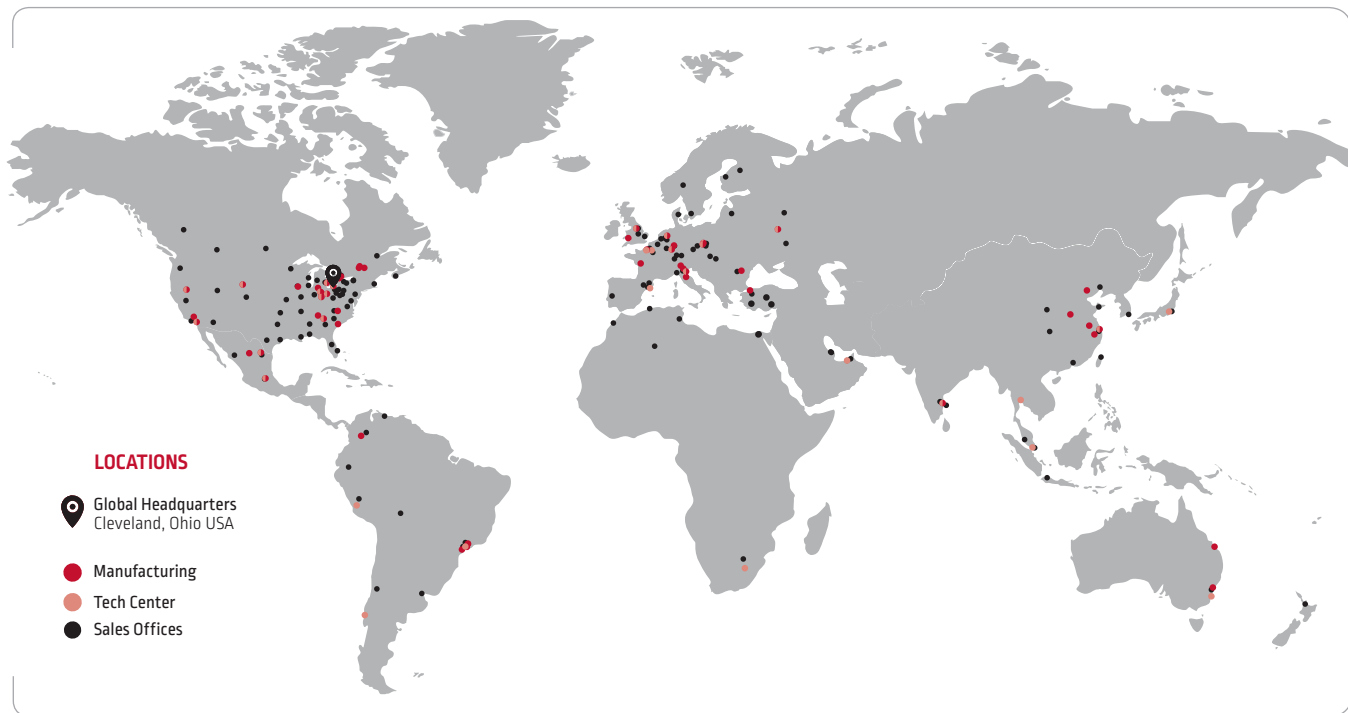 LOCATIONS
Global Headquarters
Cleveland, Ohio USA
Manufacturing
Tech Center
Sales Offices